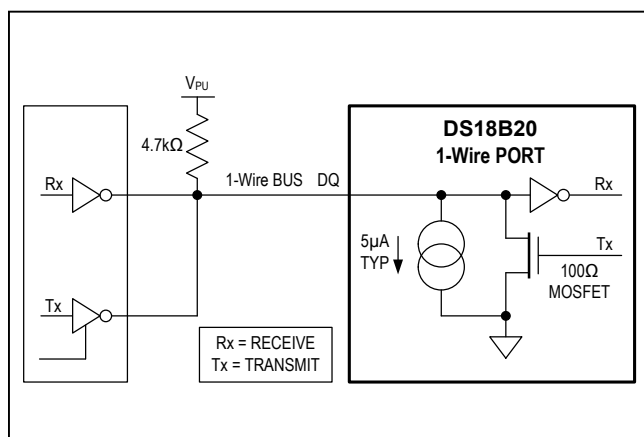 VPU
4.7kΩ
Rx
1-Wire BUS DQ
Tx
Rx = RECEIVE
Tx = TRANSMIT
DS18B20
1-Wire PORT
Rx
5µA
TYP
Tx
100Ω
MOSFET